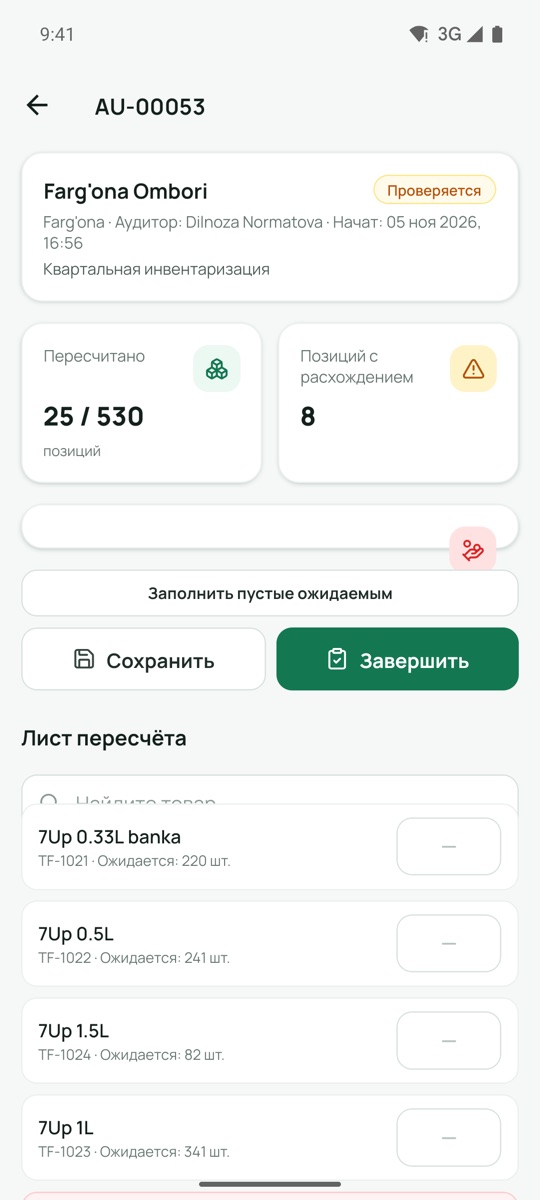 9:41
3G
AU-00053
Farg'ona Ombori
Проверяется
Farg'ona · Аудитор: Dilnoza Normatova · Начат: 05 ноя 2026,
16:56
Квартальная инвентаризация
Пересчитано
25 / 530
позиций
Позиций с
расхождением
8
Заполнить пустые ожидаемым
Сохранить
Завершить
Лист пересчёта
Найдите товар
7Up 0.33L banka
TF-1021 · Ожидается: 220 шт.
—
7Up 0.5L
TF-1022 · Ожидается: 241 шт.
—
7Up 1.5L
TF-1024 · Ожидается: 82 шт.
—
7Up 1L
TF-1023 · Ожидается: 341 шт.
—